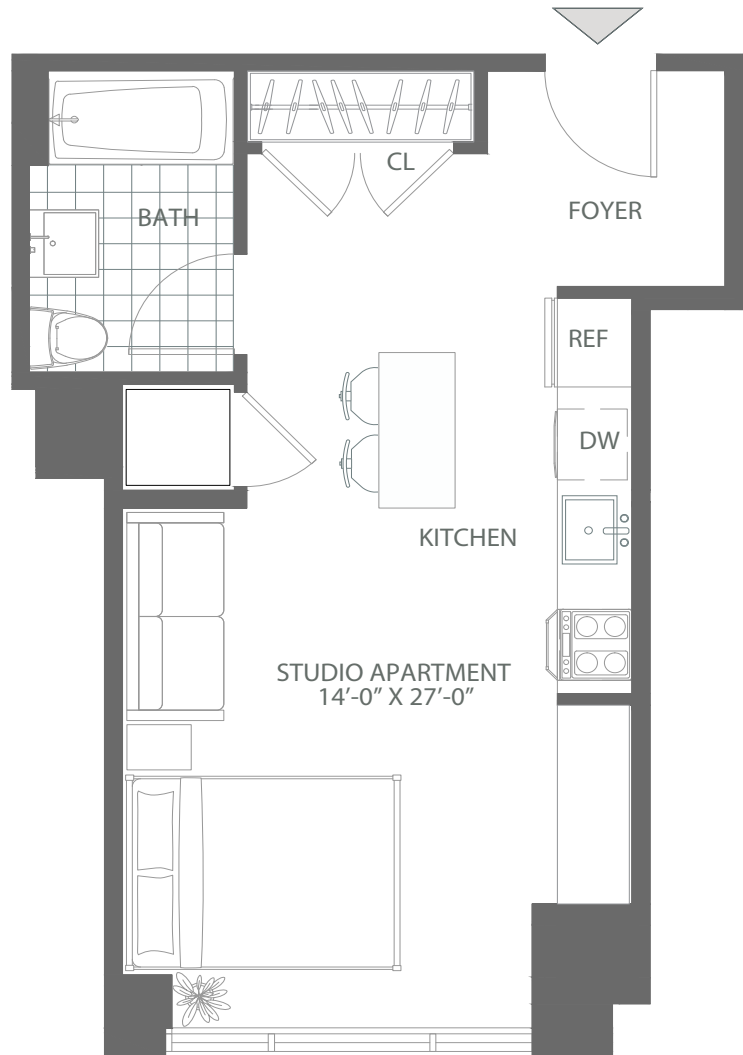 CL
BATH
FOYER
REF
DW
KITCHEN
STUDIO APARTMENT
14’-0” X 27’-0”